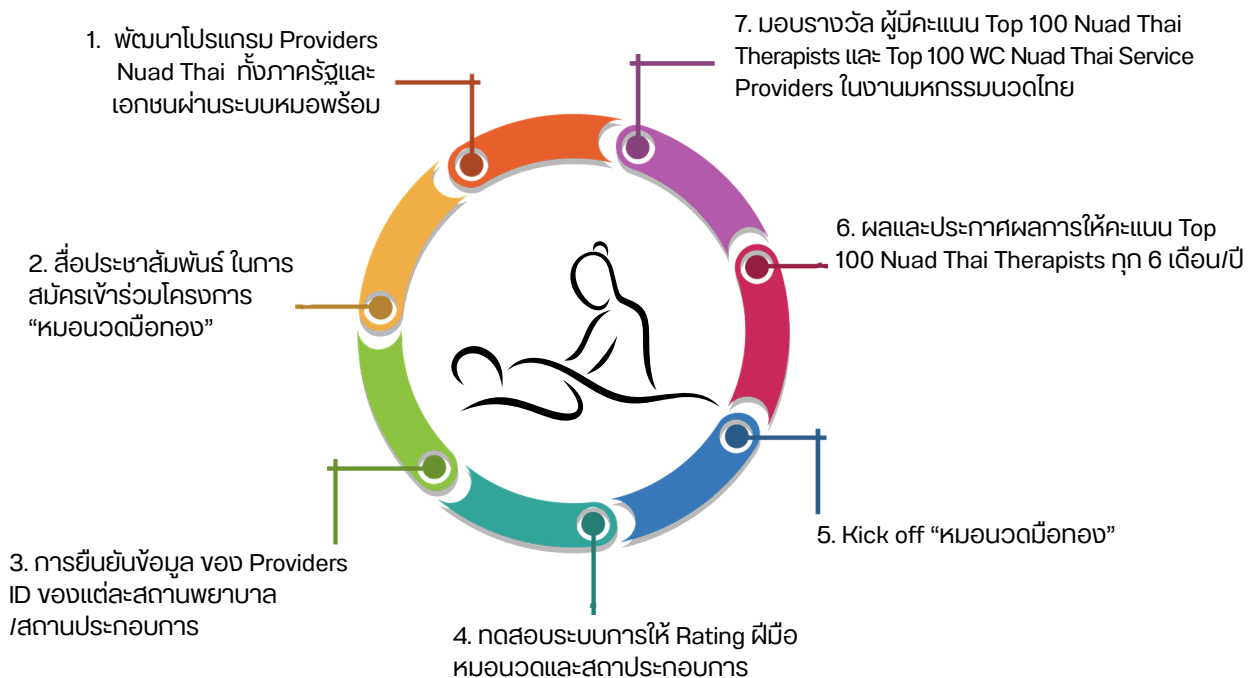 1. พัฒนาโปรแกรม Providers
Nuad Thai ทั้งภาครัฐและ
เอกชนผ่านระบบหมอพร้อม
2. สื่อประชาสัมพันธ์ ในการ
สมัครเข้าร่วมโครงการ
“หมอนวดมือทอง”
3. การยืนยันข้อมูล ของ Providers
ID ของแต่ละสถานพยาบาล
/สถานประกอบการ
4. ทดสอบระบบการให้ Rating ฝีมือ
หมอนวดและสถาประกอบการ
5. Kick off “หมอนวดมือทอง”
6. ผลและประกาศผลการให้คะแนน Top
100 Nuad Thai Therapists ทุก 6 เดือน/ปี
7. มอบรางวัล ผู้มีคะแนน Top 100 Nuad Thai
Therapists และ Top 100 WC Nuad Thai Service
Providers ในงานมหกรรมนวดไทย